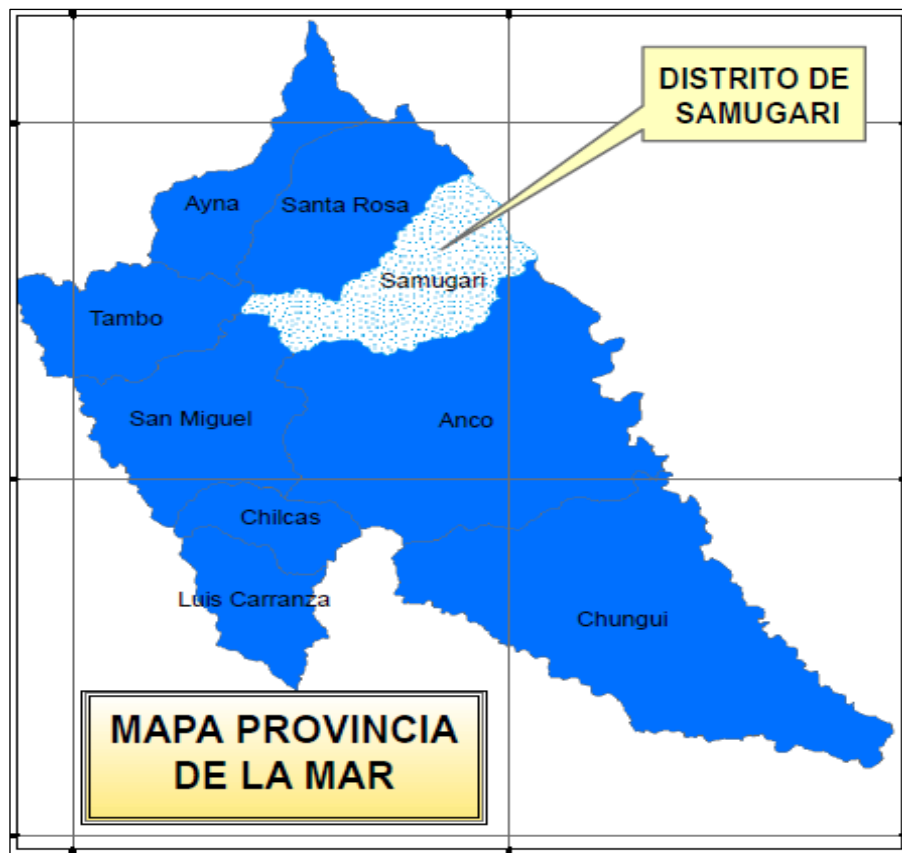 DISTRITO DE
SAMUGARI
Ayna
Santa Rosa
Samugari
Tambo
San Miguel
Anco
Chilcas
Luis Carranza
Chungui
MAPA PROVINCIA
DE LA MAR